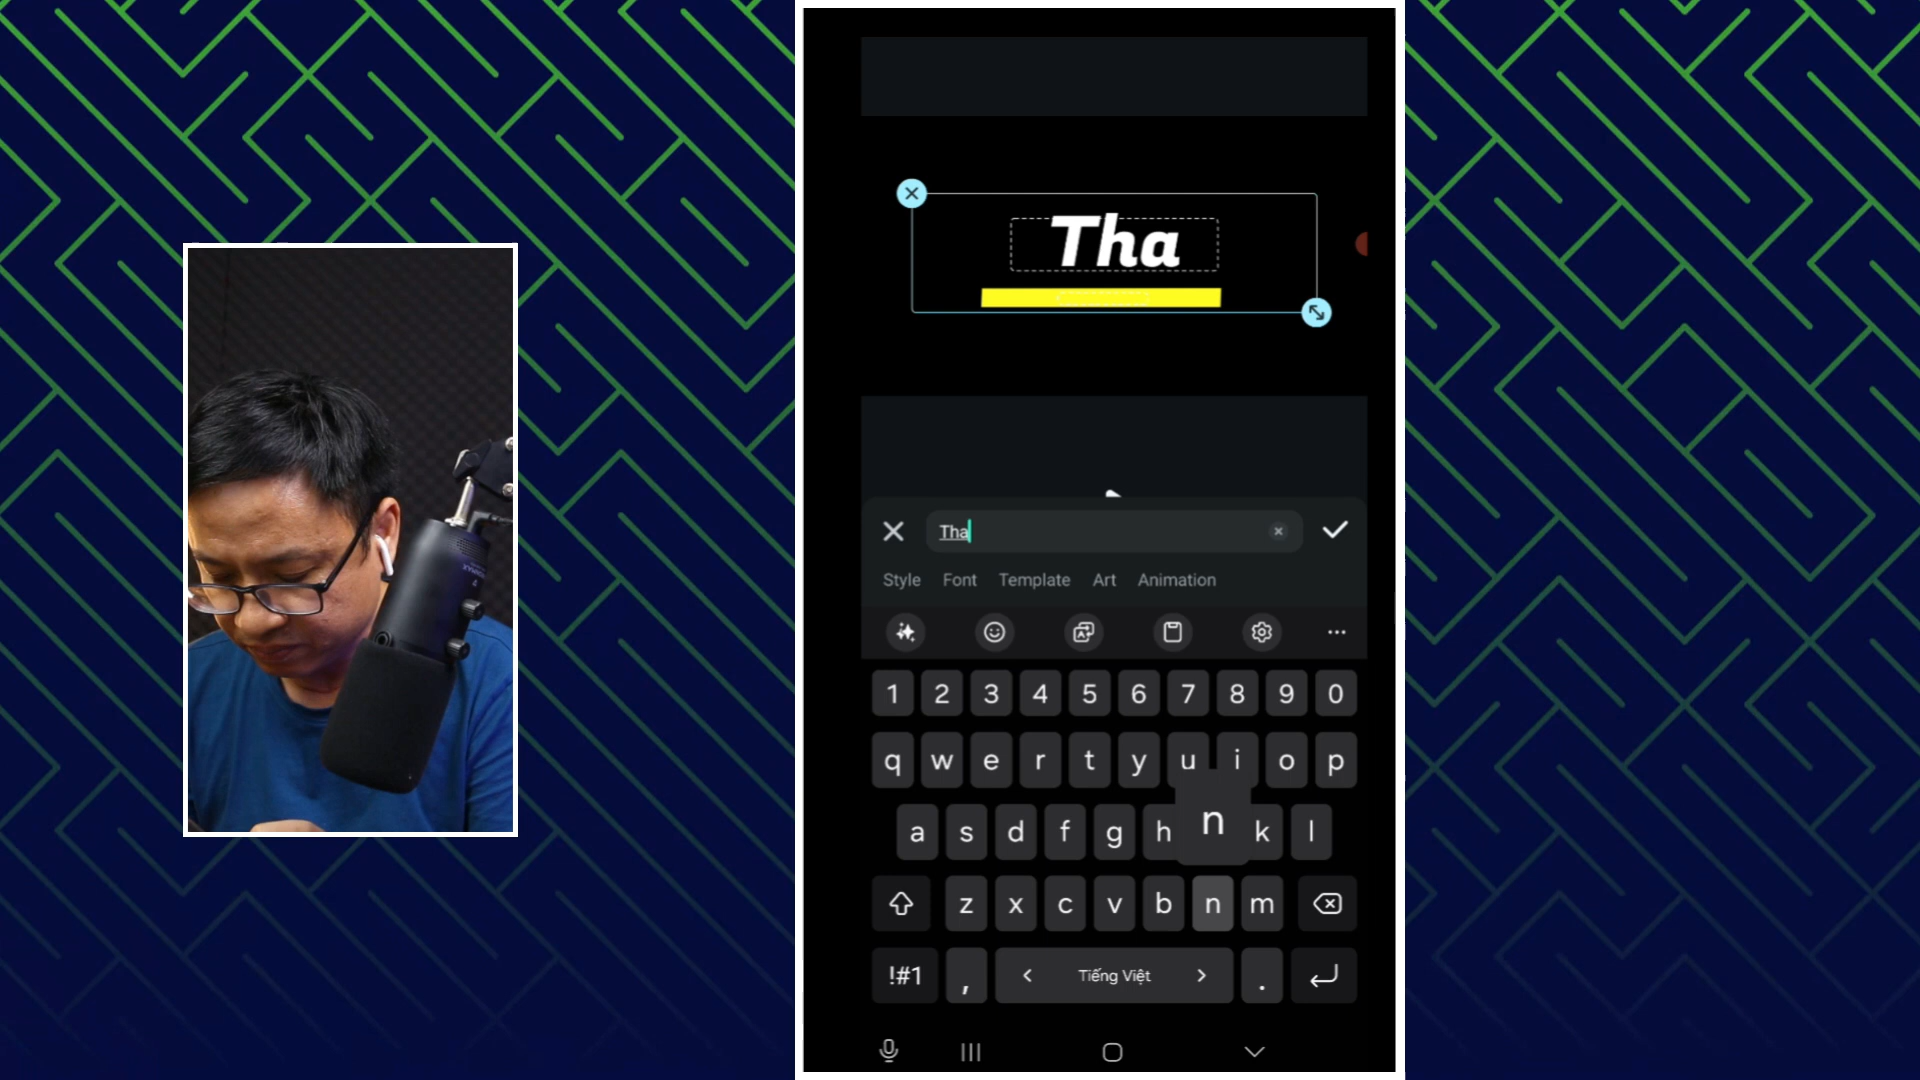 Tha
Tha
Style Font Template Art Animation
1 2 3 4 5 6 7 8 9 0
q w e r t y u i o p
a s d f g h n k l
z x c v b n m
!#1 , < Tiếng Việt > .